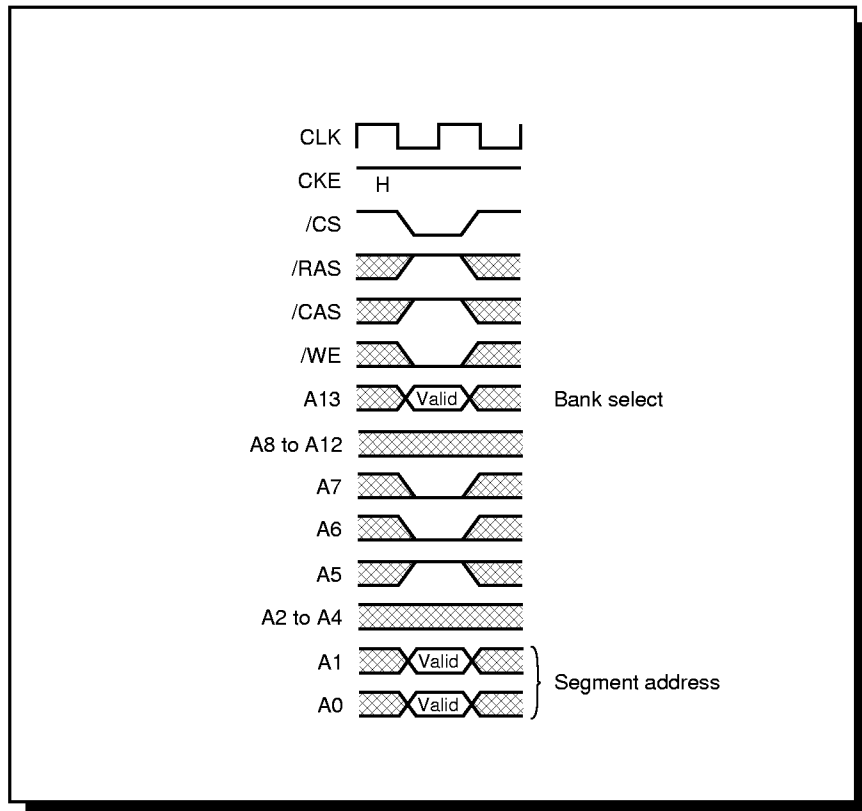 CLK
CKE H
/CS
/RAS
/CAS
/WE
A13 Valid Bank select
A8 to A12
A7
A6
A5
A2 to A4
A1 Valid
Segment address
A0 Valid